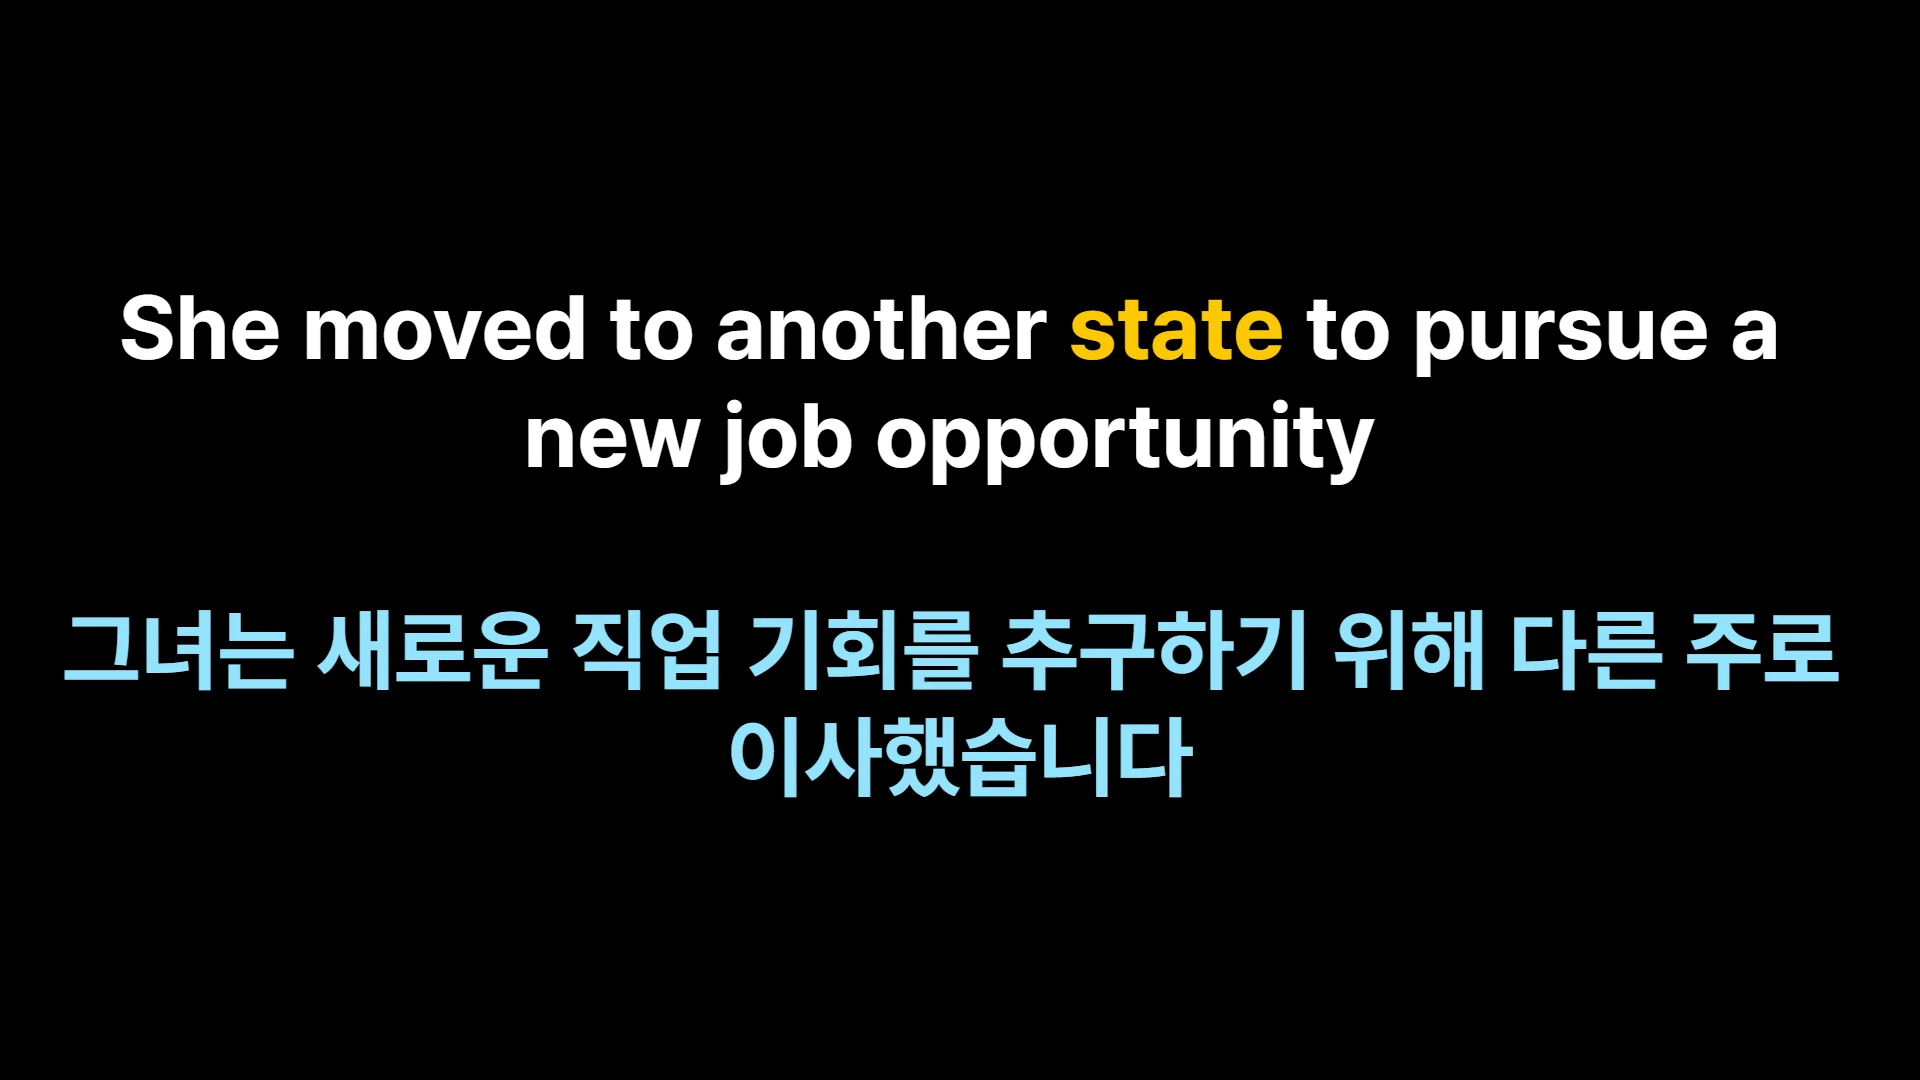 She moved to another state to pursue a
new job opportunity
그녀는 새로운 직업 기회를 추구하기 위해 다른 주로
이사했습니다